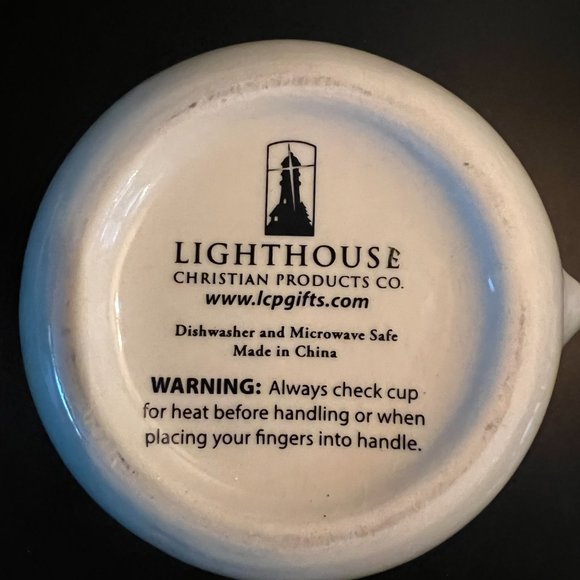 LIGHTHOUSE
CHRISTIAN PRODUCTS CO.
www.lcpgifts.com
Dishwasher and Microwave Safe
Made in China
WARNING: Always check cup
for heat before handling or when
placing your fingers into handle.